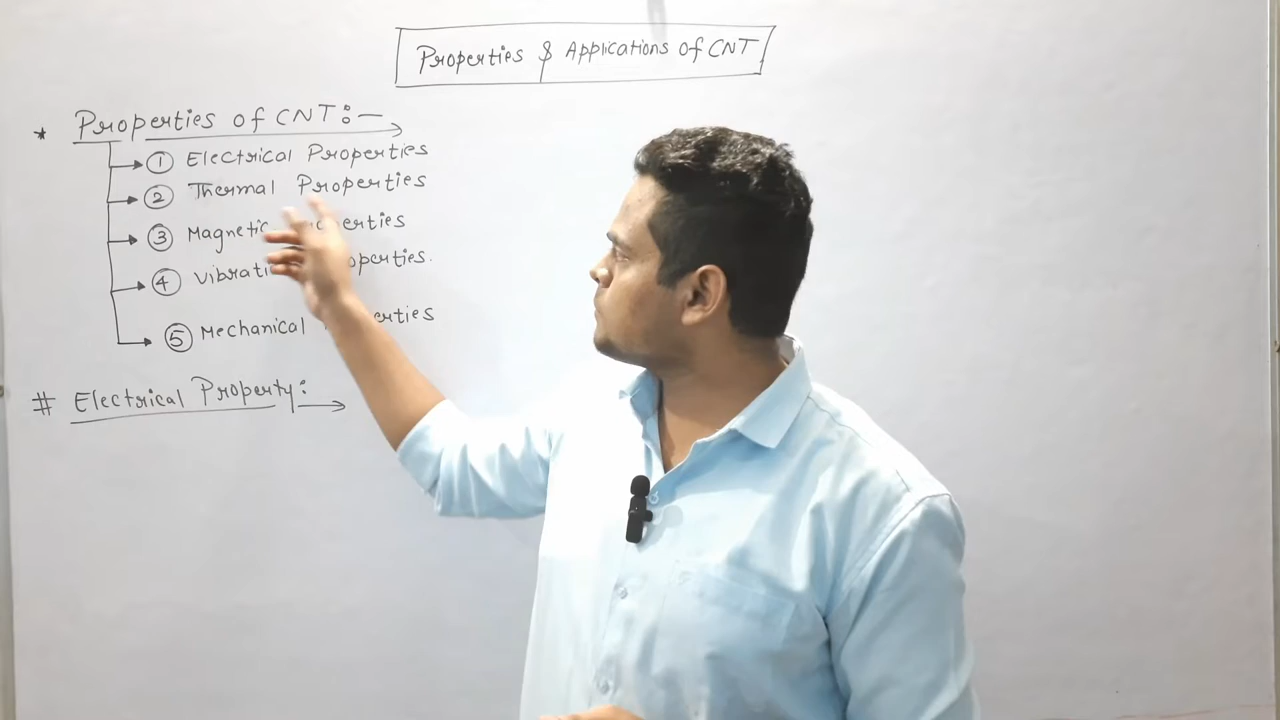 Properties & Applications of CNT
* Properties of CNT:-
① Electrical Properties
② Thermal Properties
③ Magnetic
④
⑤ Mechanical
# Electrical Property: